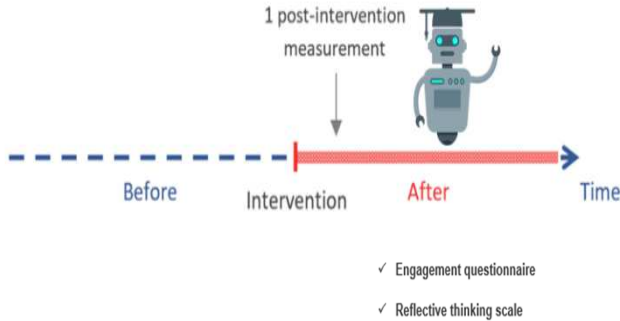 1 post-intervention
measurement
Before
Intervention
After
Time
✓ Engagement questionnaire
✓ Reflective thinking scale